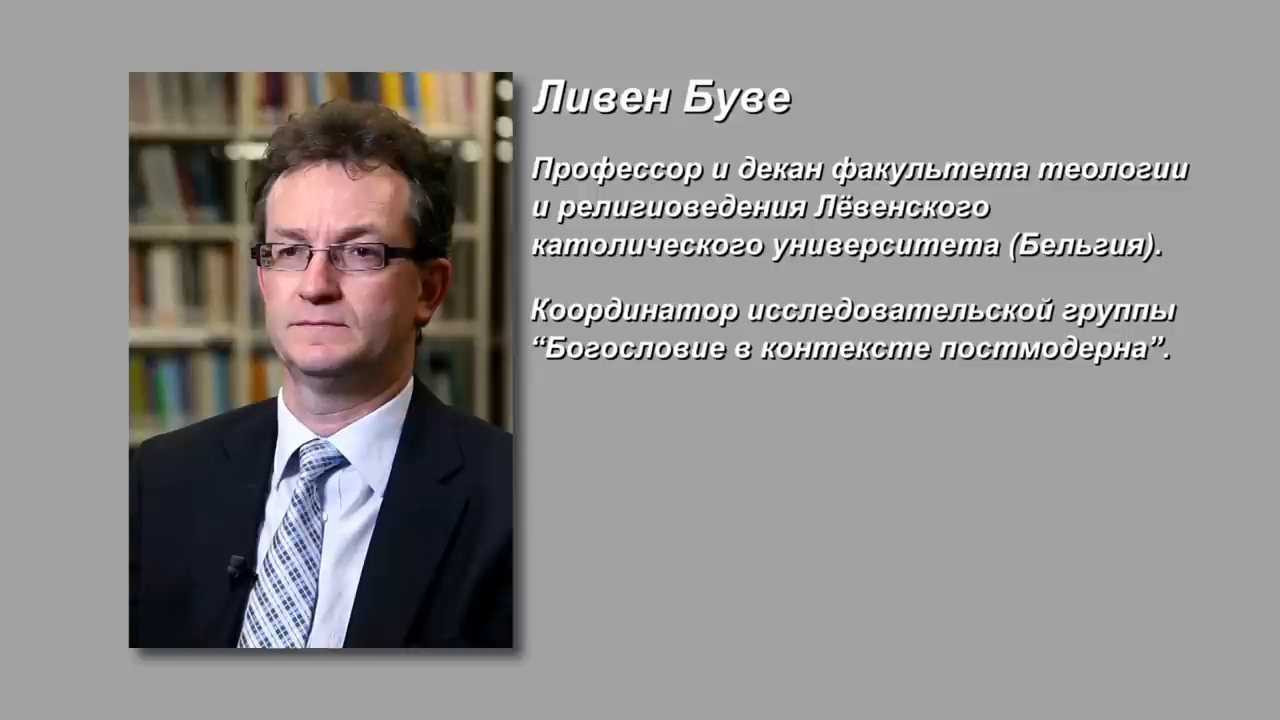 Ливен Буве
Профессор и декан факультета теологии
и религиоведения Лёвенского
католического университета (Бельгия).
Координатор исследовательской группы
“Богословие в контексте постмодерна”.